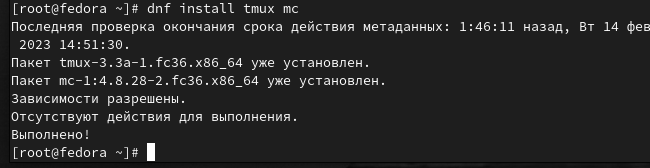 [root@fedora ~]# dnf install tmux mc
Последняя проверка окончания срока действия метаданных: 1:46:11 назад, Вт 14 фев
2023 14:51:30.
Пакет tmux-3.3a-1.fc36.x86_64 уже установлен.
Пакет mc-1:4.8.28-2.fc36.x86_64 уже установлен.
Зависимости разрешены.
Отсутствуют действия для выполнения.
Выполнено!
[root@fedora ~]#